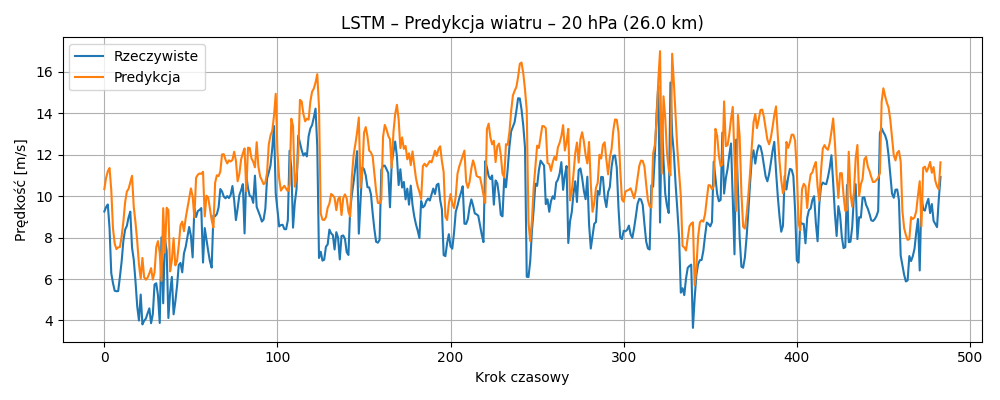 LSTM – Predykcja wiatru – 20 hPa (26.0 km)
Rzeczywiste
Predykcja
Prędkość [m/s]
16
14
12
10
8
6
4
0 100 200 300 400 500
Krok czasowy